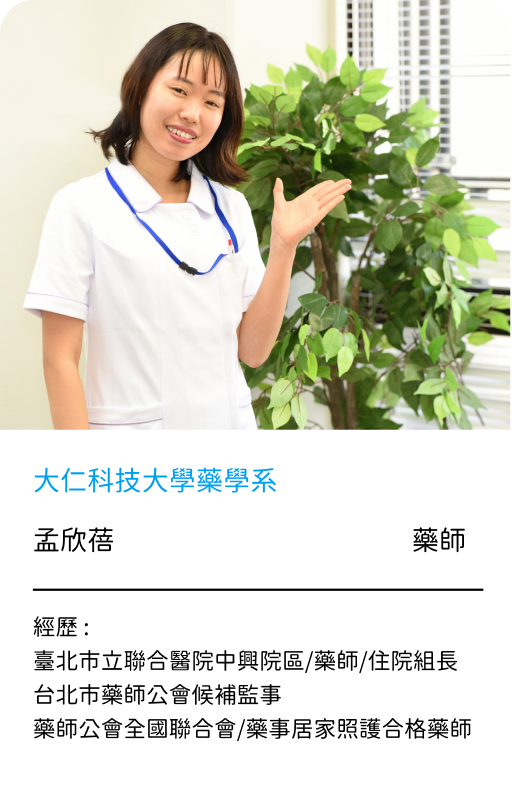 大仁科技大學藥學系
孟欣蓓 藥師
經歷 :
臺北市立聯合醫院中興院區/藥師/住院組長
台北市藥師公會候補監事
藥師公會全國聯合會/藥事居家照護合格藥師